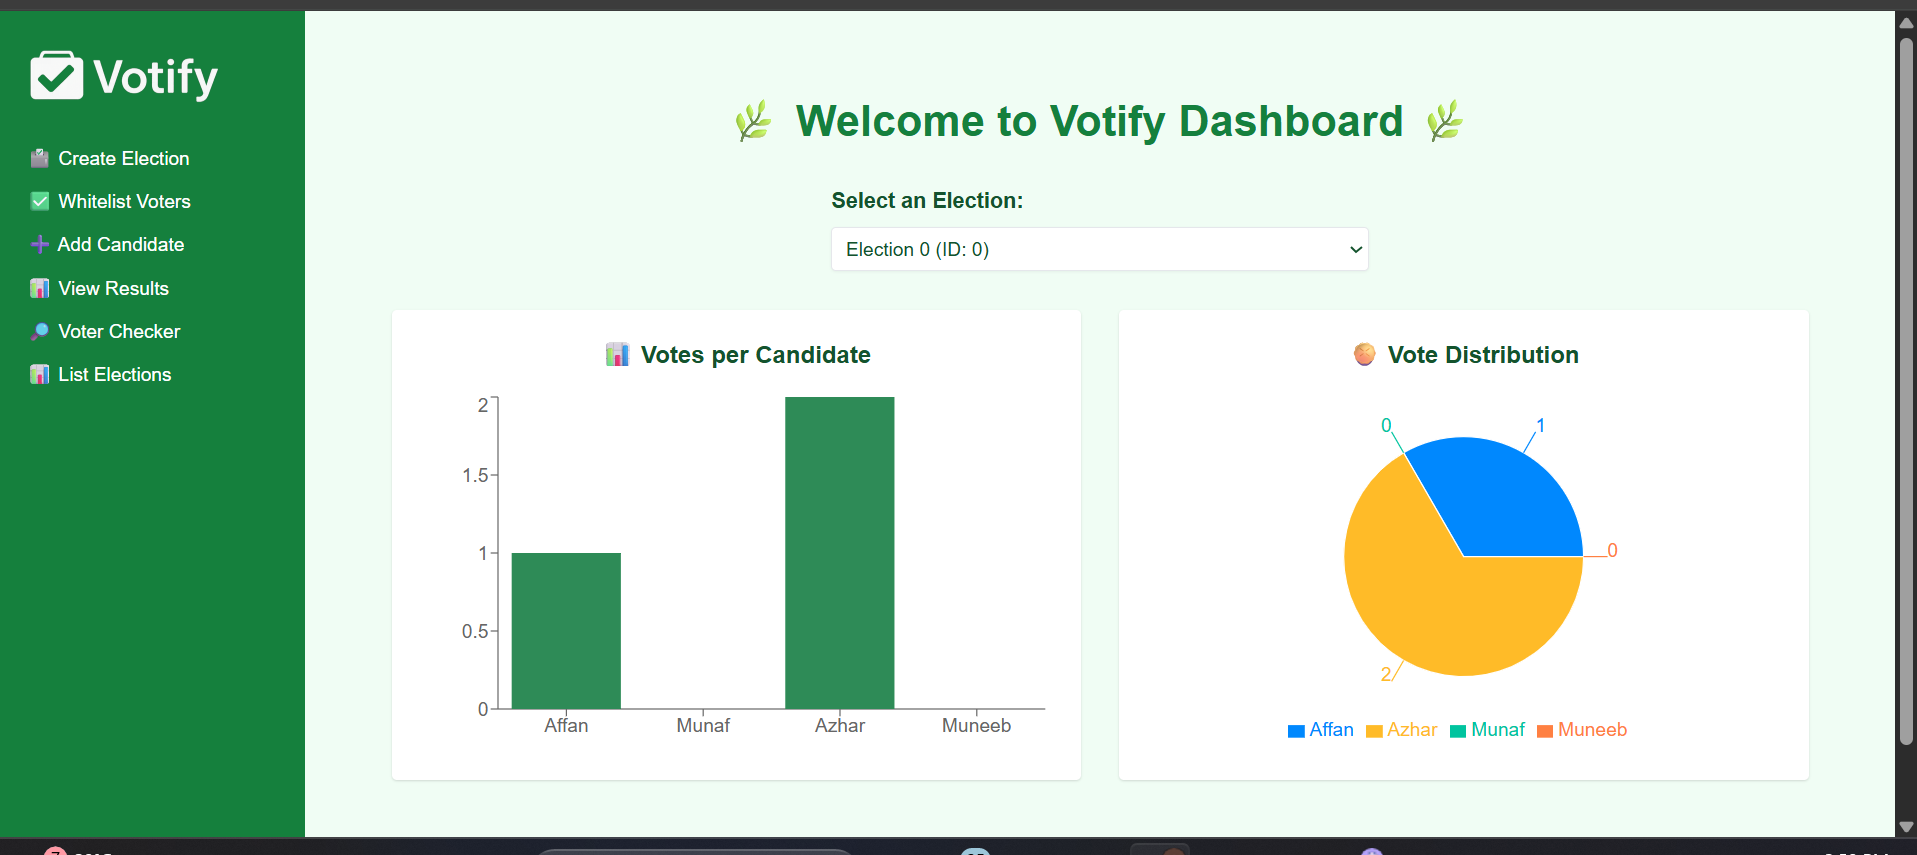 Votify
Create Election
Whitelist Voters
Add Candidate
View Results
Voter Checker
List Elections
Welcome to Votify Dashboard
Select an Election:
Election 0 (ID: 0)
Votes per Candidate
2
1.5
1
0.5
0
Affan Munaf Azhar Muneeb
Vote Distribution
0 1
0
2
Affan Azhar Munaf Muneeb